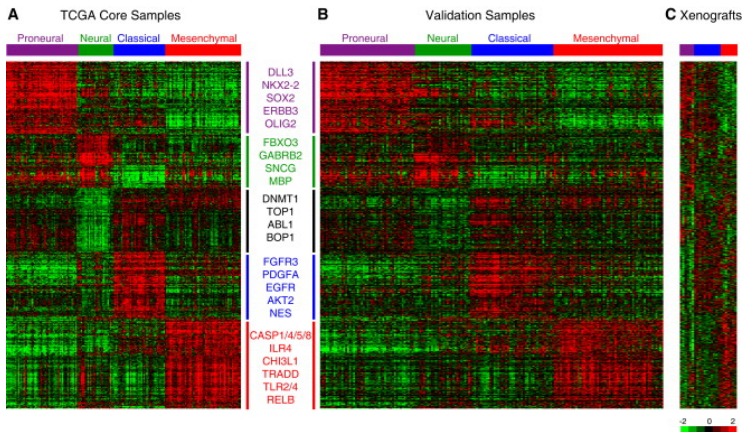 A TCGA Core Samples
B Validation Samples
C Xenografts
Proneural Neural Classical Mesenchymal
Proneural Neural Classical Mesenchymal
DLL3
NKX2-2
SOX2
ERBB3
OLIG2
FBXO3
GABRB2
SNCG
MBP
DNMT1
TOP1
ABL1
BOP1
FGFR3
PDGFA
EGFR
AKT2
NES
CASP1/4/5/8
ILR4
CHI3L1
TRADD
TLR2/4
RELB
-2 0 2